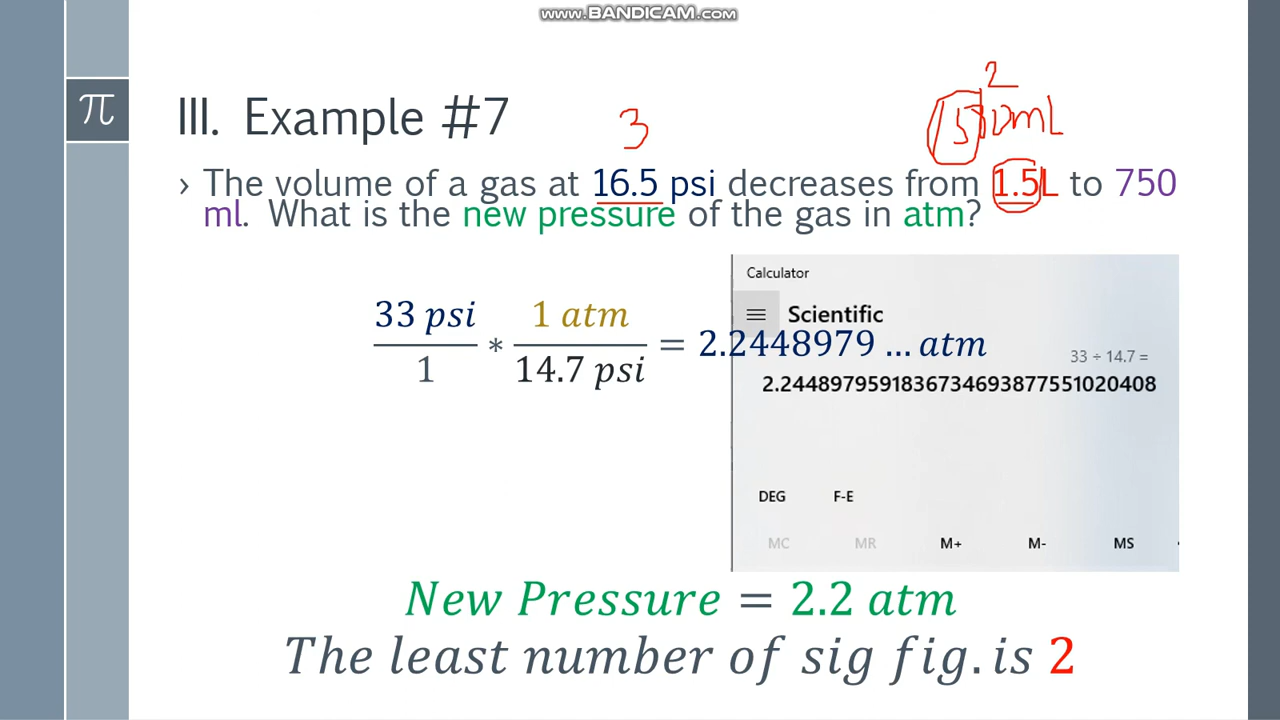 www.BANDICAM.com
π
III. Example #7
3
2
1500mL
› The volume of a gas at 16.5 psi decreases from 1.5L to 750
ml. What is the new pressure of the gas in atm?
33 psi / 1 * 1 atm / 14.7 psi = 2.2448979 ... atm
Calculator
Scientific
33 ÷ 14.7 =
2.2448979591836734693877551020408
DEG F-E
MC MR M+ M- MS
New Pressure = 2.2 atm
The least number of sig fig. is 2